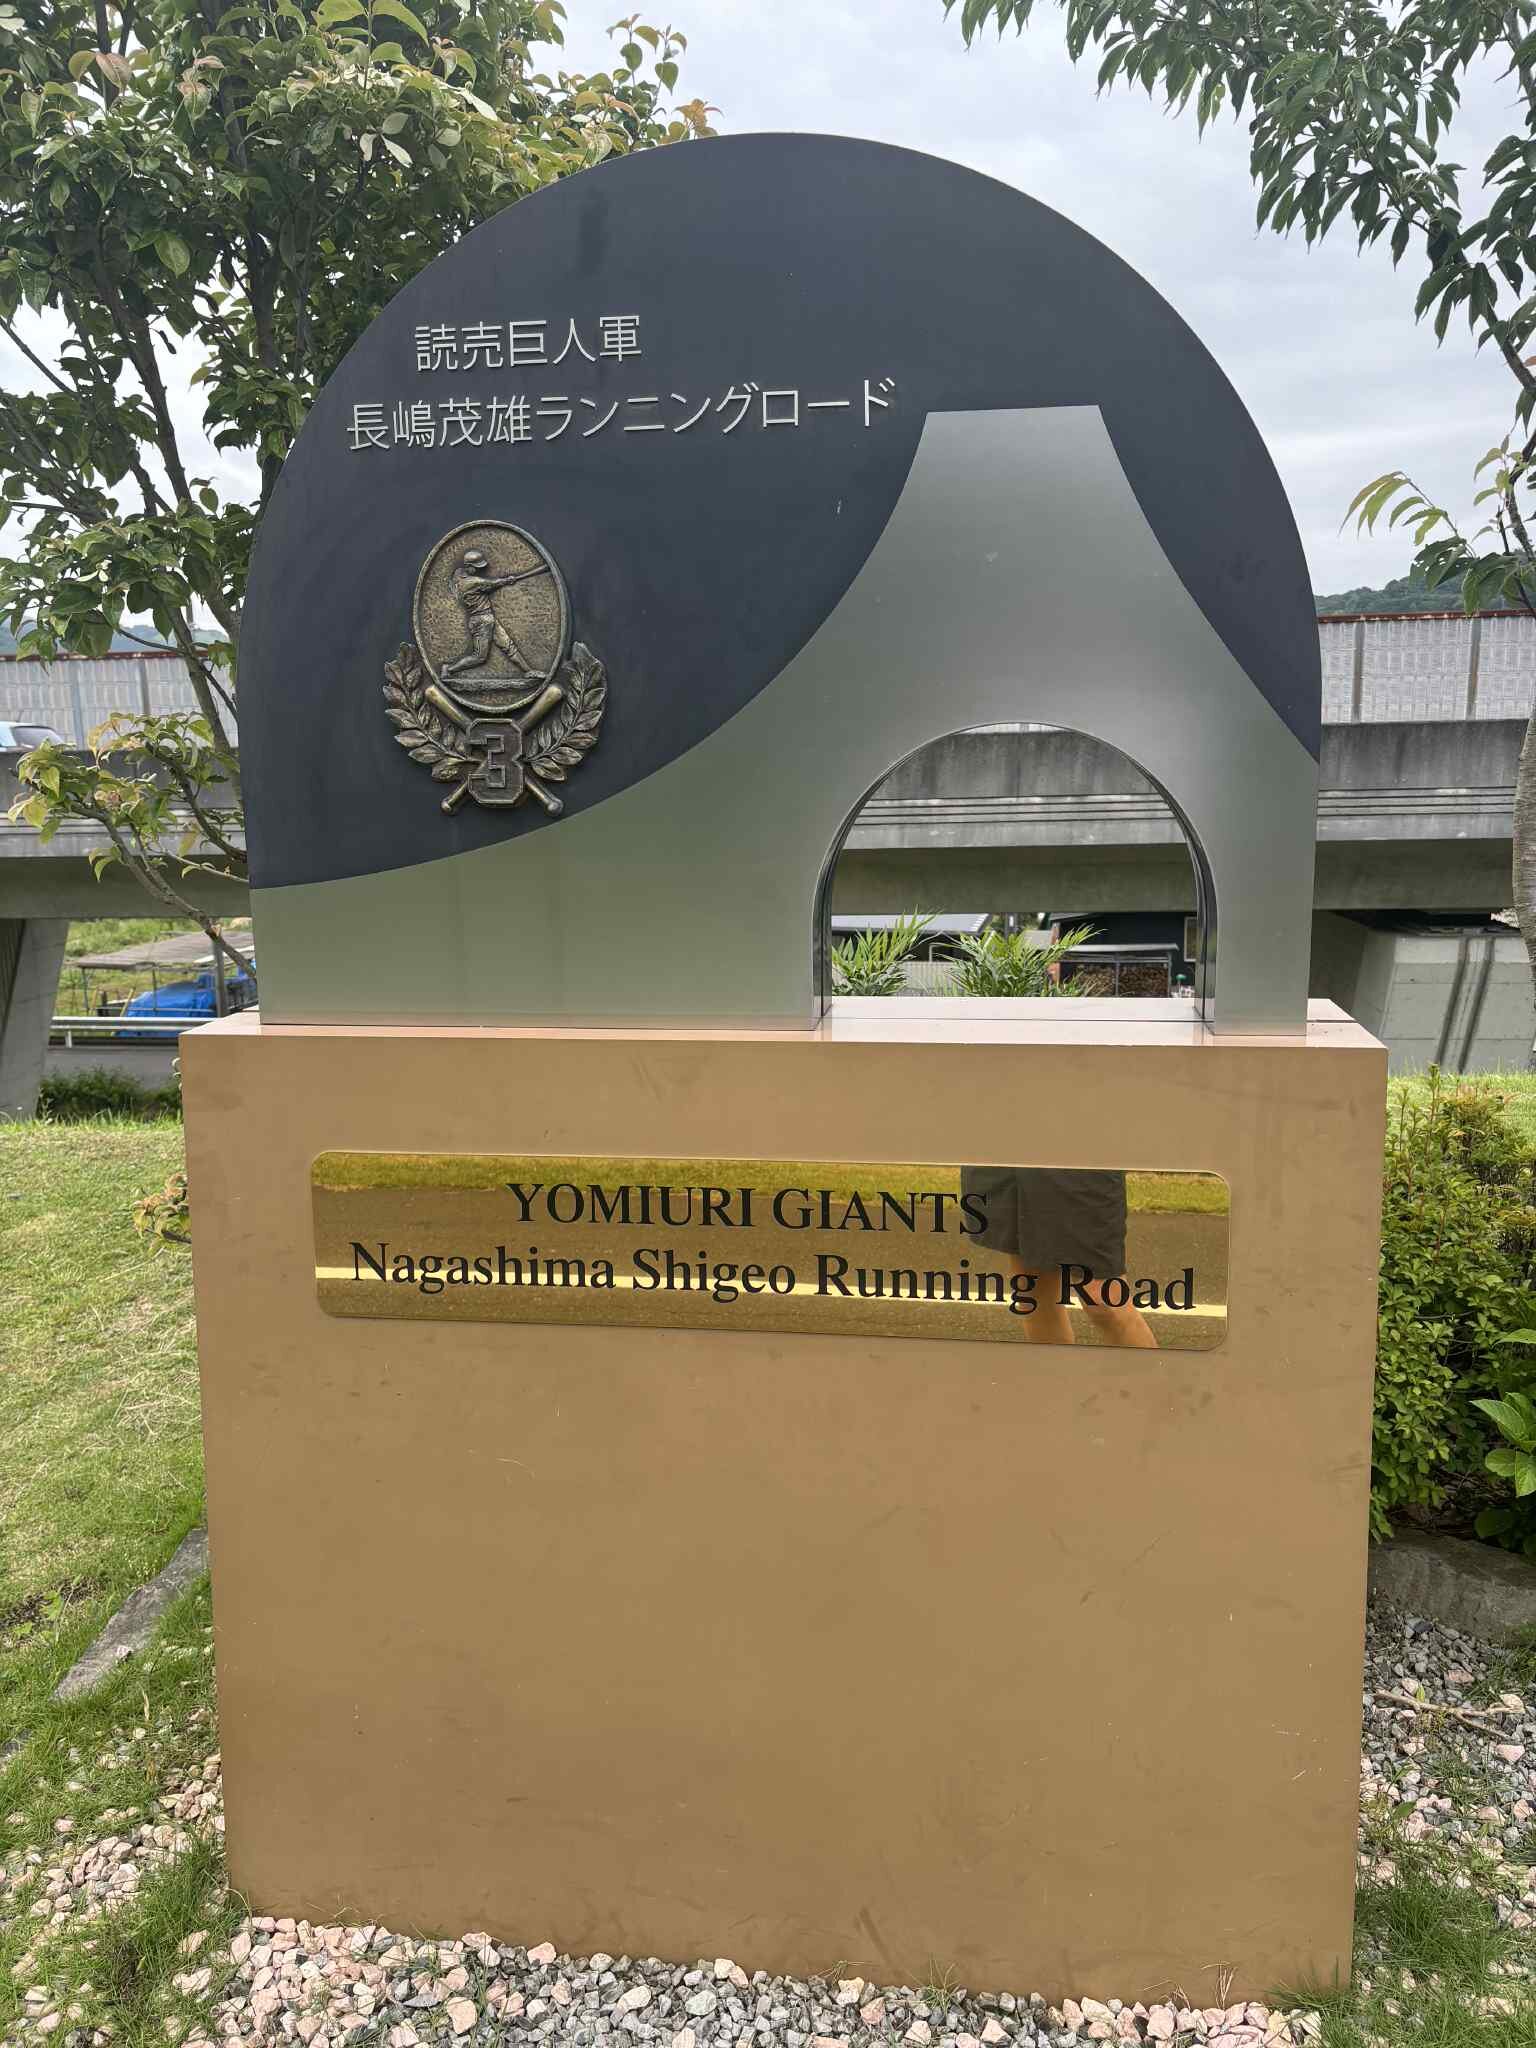 読売巨人軍
長嶋茂雄ランニングロード
3
YOMIURI GIANTS
Nagashima Shigeo Running Road